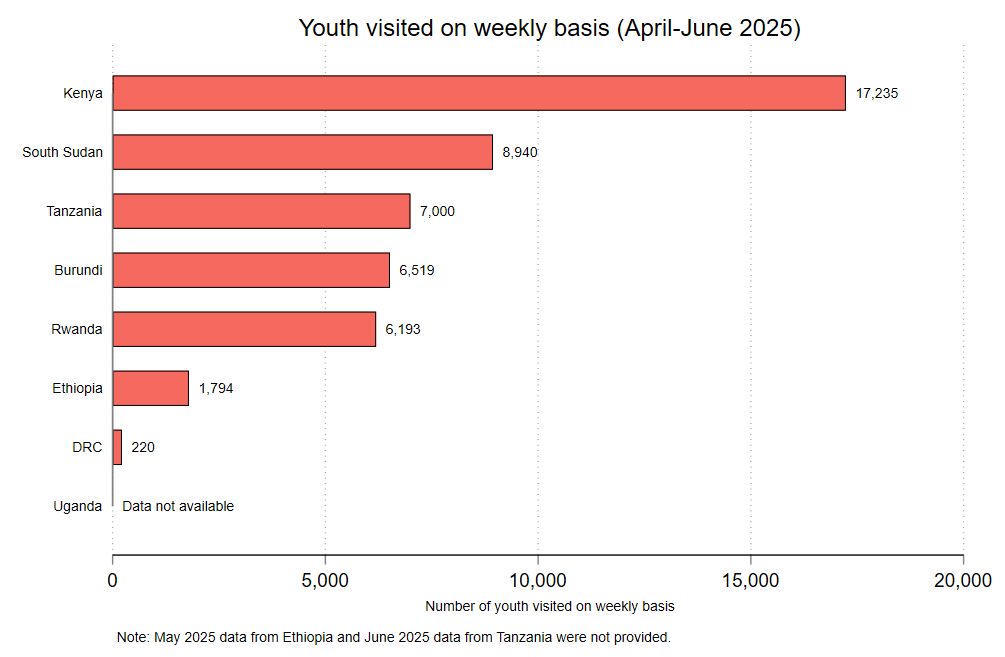 Youth visited on weekly basis (April-June 2025)
Kenya 17,235
South Sudan 8,940
Tanzania 7,000
Burundi 6,519
Rwanda 6,193
Ethiopia 1,794
DRC 220
Uganda Data not available
0 5,000 10,000 15,000 20,000
Number of youth visited on weekly basis
Note: May 2025 data from Ethiopia and June 2025 data from Tanzania were not provided.